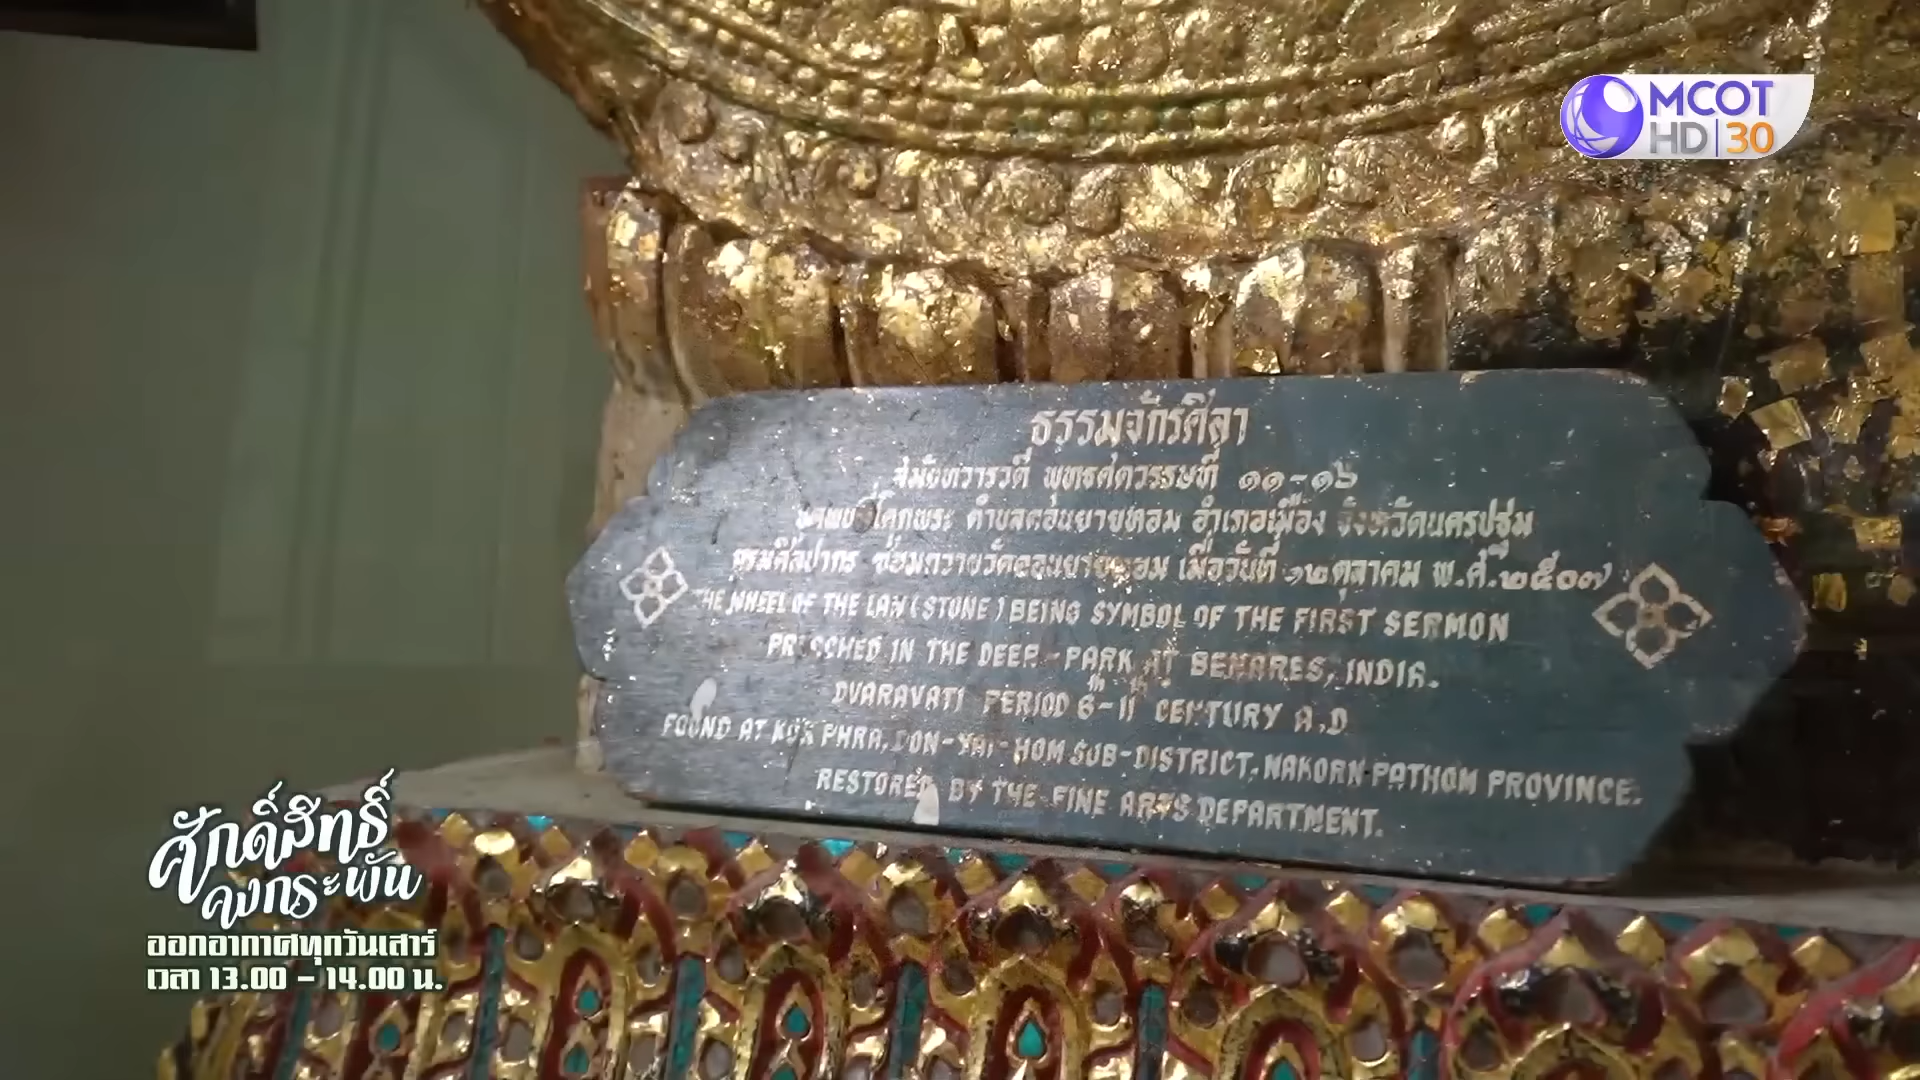 MCOT
HD 30
ธรรมจักรศิลา
สมัยทวารวดี พุทธศตวรรษที่ ๑๑-๑๖
โคกพระ ตำบลดอนยายหอม อำเภอเมือง จังหวัดนครปฐม
กรมศิลปากร ซ่อมถวายวัดดอนยายหอม เมื่อวันที่ ๑๒ ตุลาคม พ.ศ. ๒๕๐๗
THE WHEEL OF THE LAW (STONE) BEING SYMBOL OF THE FIRST SERMON
IN THE DEER-PARK AT BENARES, INDIA.
DVARAVATI PERIOD 6th-11th CENTURY A.D.
FOUND AT KOK PHRA, DON-YAI-HOM SUB-DISTRICT, NAKORN PATHOM PROVINCE.
RESTORED BY THE FINE ARTS DEPARTMENT.
ศักดิ์สิทธิ์
คงกระพัน
ออกอากาศทุกวันเสาร์
เวลา 13.00 - 14.00 น.